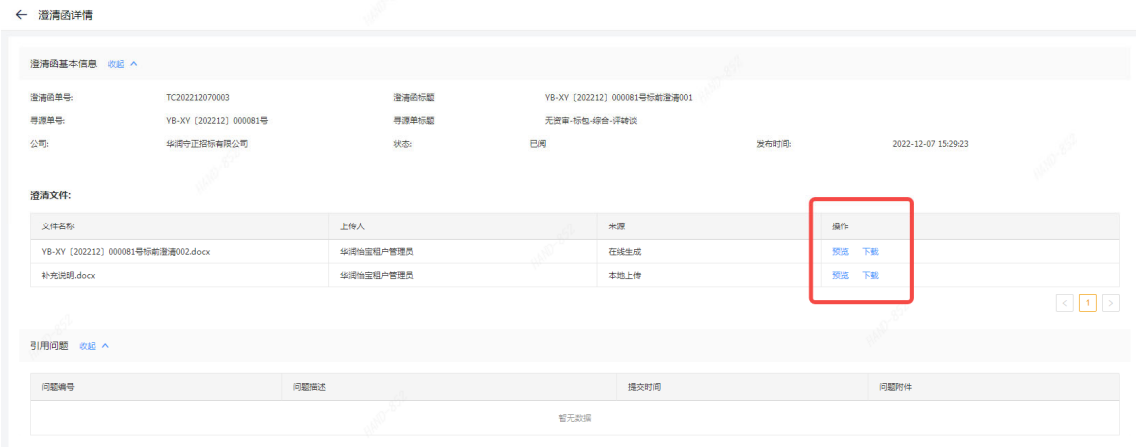 ← 澄清函详情
澄清函基本信息 收起
澄清函单号: TC202212070003 澄清函标题 YB-XY［202212］000081号标前澄清001
寻源单号: YB-XY［202212］000081号 寻源单标题 无资审-标包-综合-评转谈
公司: 华润守正招标有限公司 状态: 已阅 发布时间: 2022-12-07 15:29:23
澄清文件:
文件名称 上传人 来源 操作
YB-XY［202212］000081号标前澄清002.docx 华润怡宝租户管理员 在线生成 预览 下载
补充说明.docx 华润怡宝租户管理员 本地上传 预览 下载
< 1 >
引用问题 收起
问题编号 问题描述 提交时间 问题附件
暂无数据